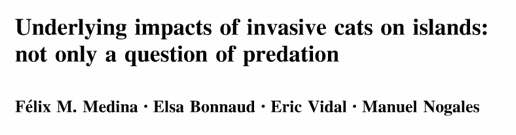 Underlying impacts of invasive cats on islands:
not only a question of predation
Félix M. Medina · Elsa Bonnaud · Eric Vidal · Manuel Nogales